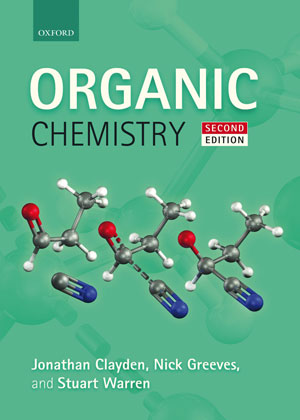 OXFORD
ORGANIC
CHEMISTRY
SECOND
EDITION
Jonathan Clayden, Nick Greeves,
and Stuart Warren